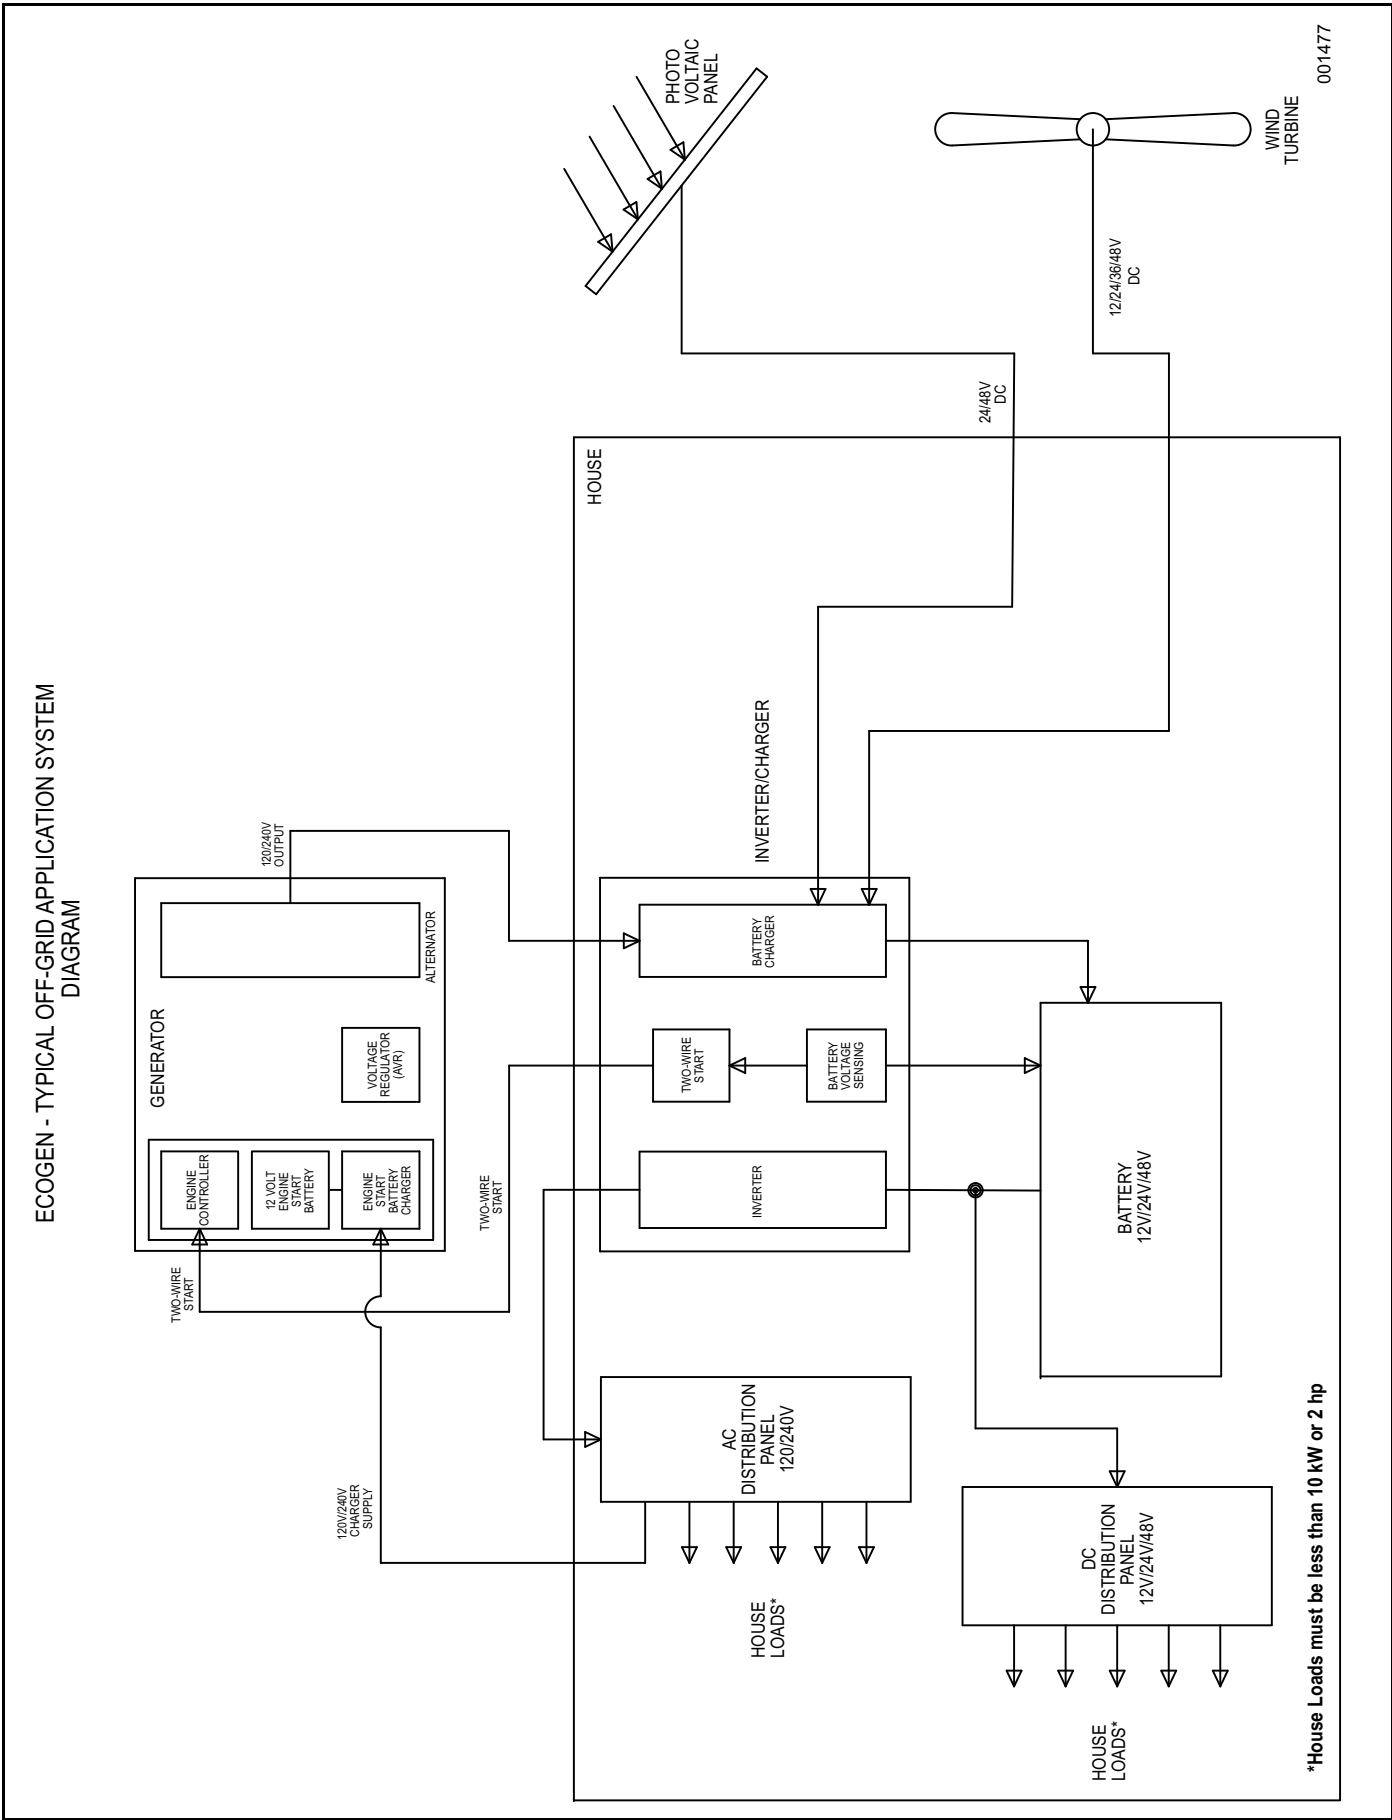 ECOGEN - TYPICAL OFF-GRID APPLICATION SYSTEM
DIAGRAM
GENERATOR
ENGINE
CONTROLLER
12 VOLT
ENGINE
START
BATTERY
ENGINE
START
BATTERY
CHARGER
VOLTAGE
REGULATOR
(AVR)
ALTERNATOR
120/240V
OUTPUT
TWO-WIRE
START
120V/240V
CHARGER
SUPPLY
TWO-WIRE
START
HOUSE
INVERTER/CHARGER
INVERTER
TWO-WIRE
START
BATTERY
VOLTAGE
SENSING
BATTERY
CHARGER
AC
DISTRIBUTION
PANEL
120/240V
HOUSE
LOADS*
DC
DISTRIBUTION
PANEL
12V/24V/48V
HOUSE
LOADS*
BATTERY
12V/24V/48V
PHOTO
VOLTAIC
PANEL
24/48V
DC
12/24/36/48V
DC
WIND
TURBINE
*House Loads must be less than 10 kW or 2 hp
001477